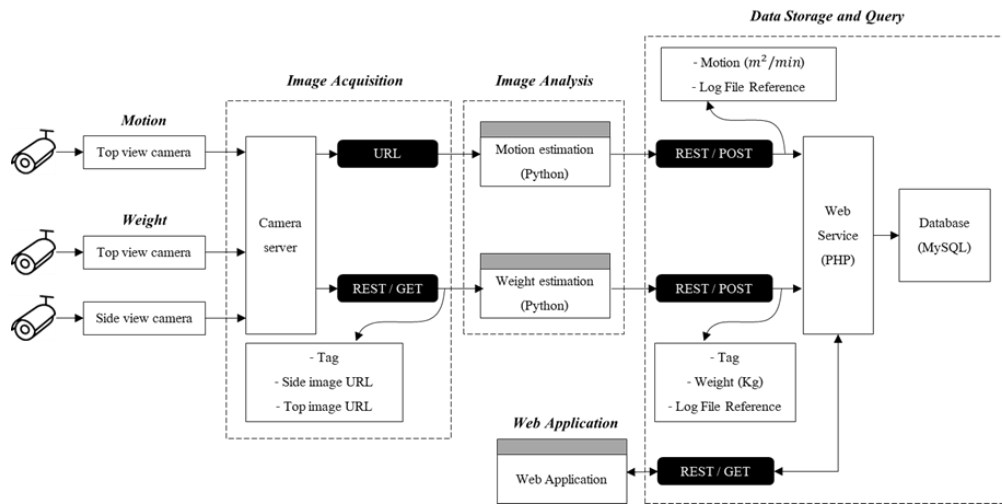 Data Storage and Query
- Motion (m²/min)
- Log File Reference
Image Acquisition
Image Analysis
Motion
Top view camera
URL
Motion estimation
(Python)
REST / POST
Weight
Top view camera
Side view camera
Camera
server
REST / GET
Weight estimation
(Python)
REST / POST
Web
Service
(PHP)
Database
(MySQL)
- Tag
- Side image URL
- Top image URL
- Tag
- Weight (Kg)
- Log File Reference
Web Application
Web Application
REST / GET